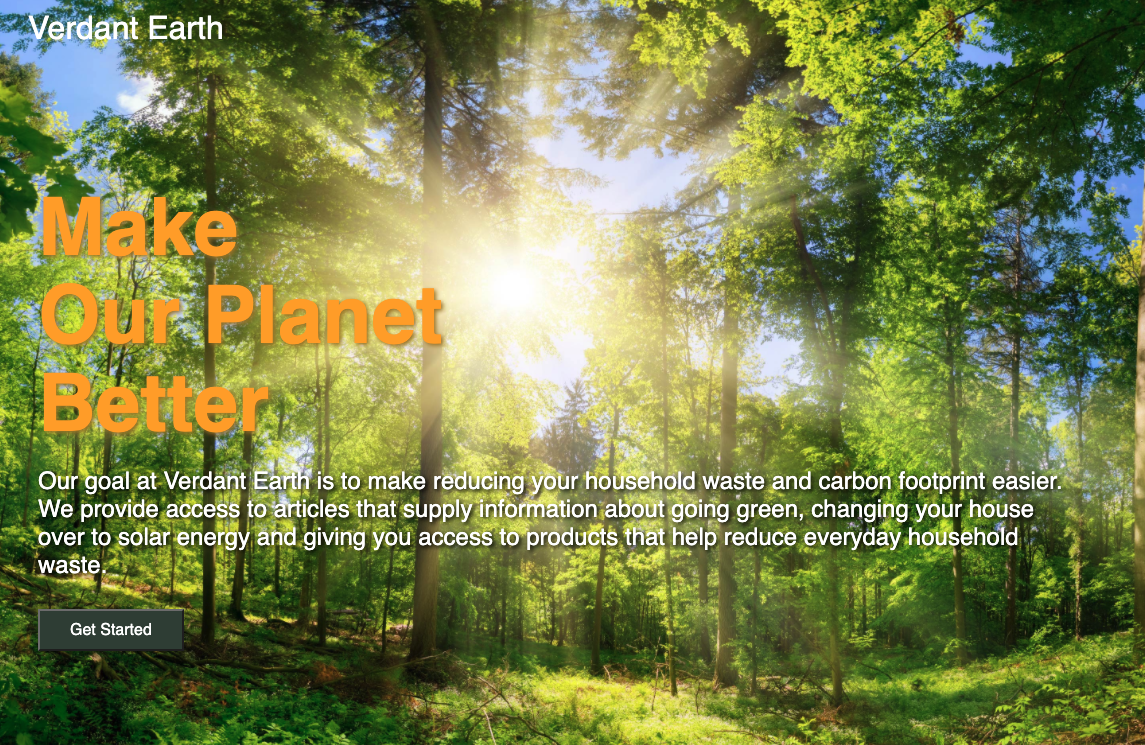 Verdant Earth
Make
Our Planet
Better
Our goal at Verdant Earth is to make reducing your household waste and carbon footprint easier.
We provide access to articles that supply information about going green, changing your house
over to solar energy and giving you access to products that help reduce everyday household
waste.
Get Started